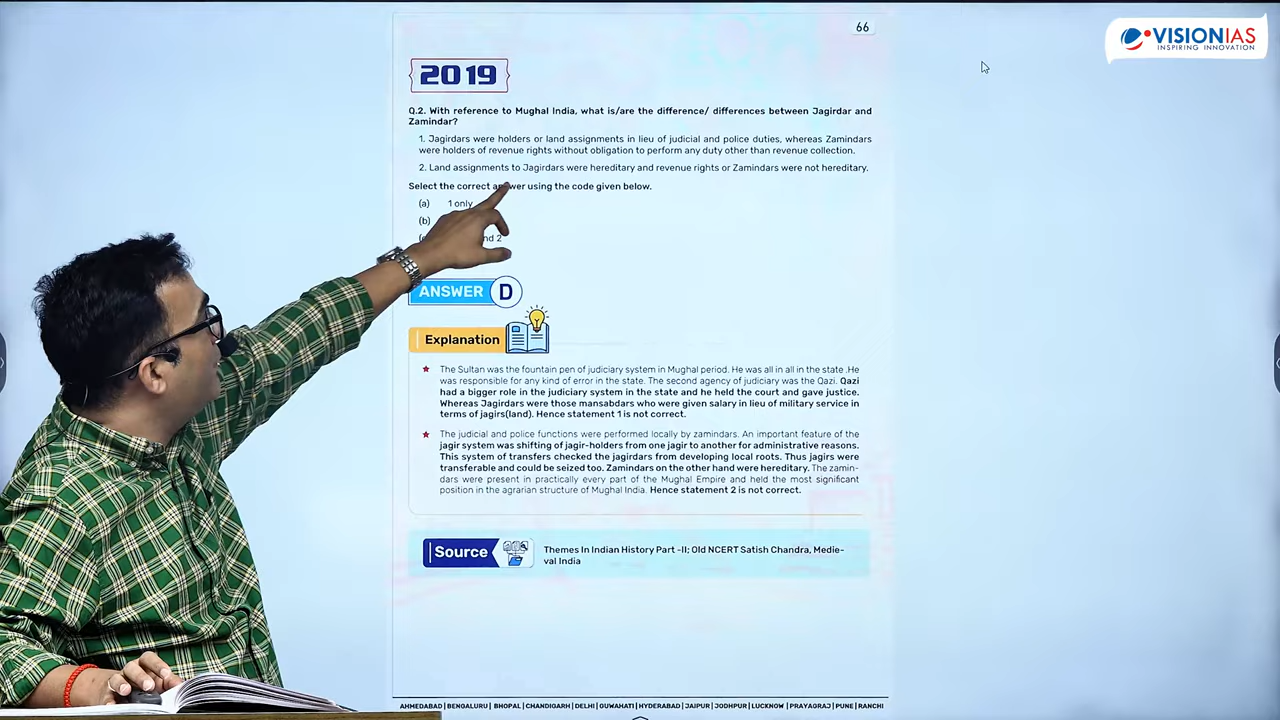 66
VISIONIAS
INSPIRING INNOVATION
2019
Q.2. With reference to Mughal India, what is/are the difference/ differences between Jagirdar and
Zamindar?
1. Jagirdars were holders or land assignments in lieu of judicial and police duties, whereas Zamindars
were holders of revenue rights without obligation to perform any duty other than revenue collection.
2. Land assignments to Jagirdars were hereditary and revenue rights or Zamindars were not hereditary.
Select the correct answer using the code given below.
(a) 1 only
(b)
nd 2
ANSWER D
Explanation
The Sultan was the fountain pen of judiciary system in Mughal period. He was all in all in the state .He
was responsible for any kind of error in the state. The second agency of judiciary was the Qazi. Qazi
had a bigger role in the judiciary system in the state and he held the court and gave justice.
Whereas Jagirdars were those mansabdars who were given salary in lieu of military service in
terms of jagirs(land). Hence statement 1 is not correct.
The judicial and police functions were performed locally by zamindars. An important feature of the
jagir system was shifting of jagir-holders from one jagir to another for administrative reasons.
This system of transfers checked the jagirdars from developing local roots. Thus jagirs were
transferable and could be seized too. Zamindars on the other hand were hereditary. The zamin-
dars were present in practically every part of the Mughal Empire and held the most significant
position in the agrarian structure of Mughal India. Hence statement 2 is not correct.
Source
Themes In Indian History Part -II; Old NCERT Satish Chandra, Medie-
val India
AHMEDABAD | BENGALURU | BHOPAL | CHANDIGARH | DELHI | GUWAHATI | HYDERABAD | JAIPUR | JODHPUR | LUCKNOW | PRAYAGRAJ | PUNE | RANCHI